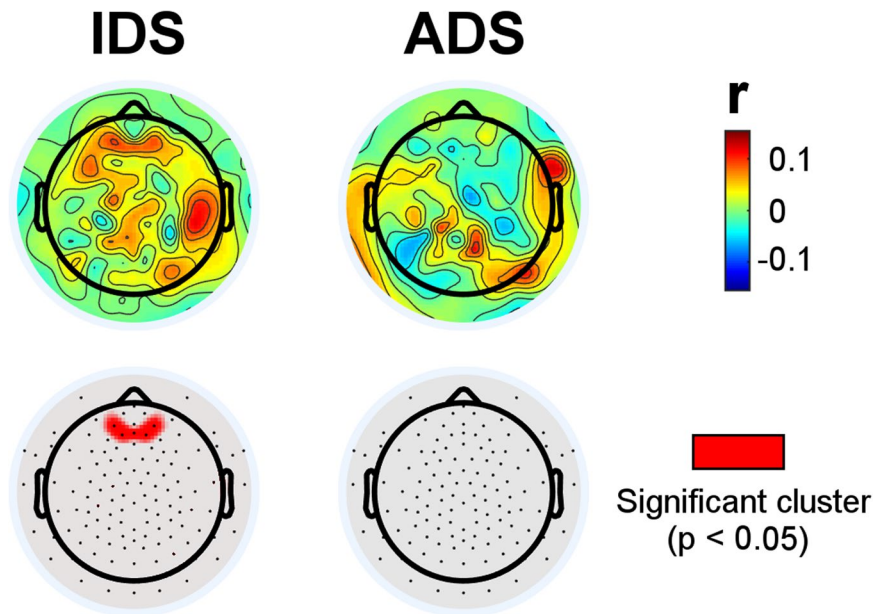 IDS
ADS
r
0.1
0
-0.1
Significant cluster
(p < 0.05)